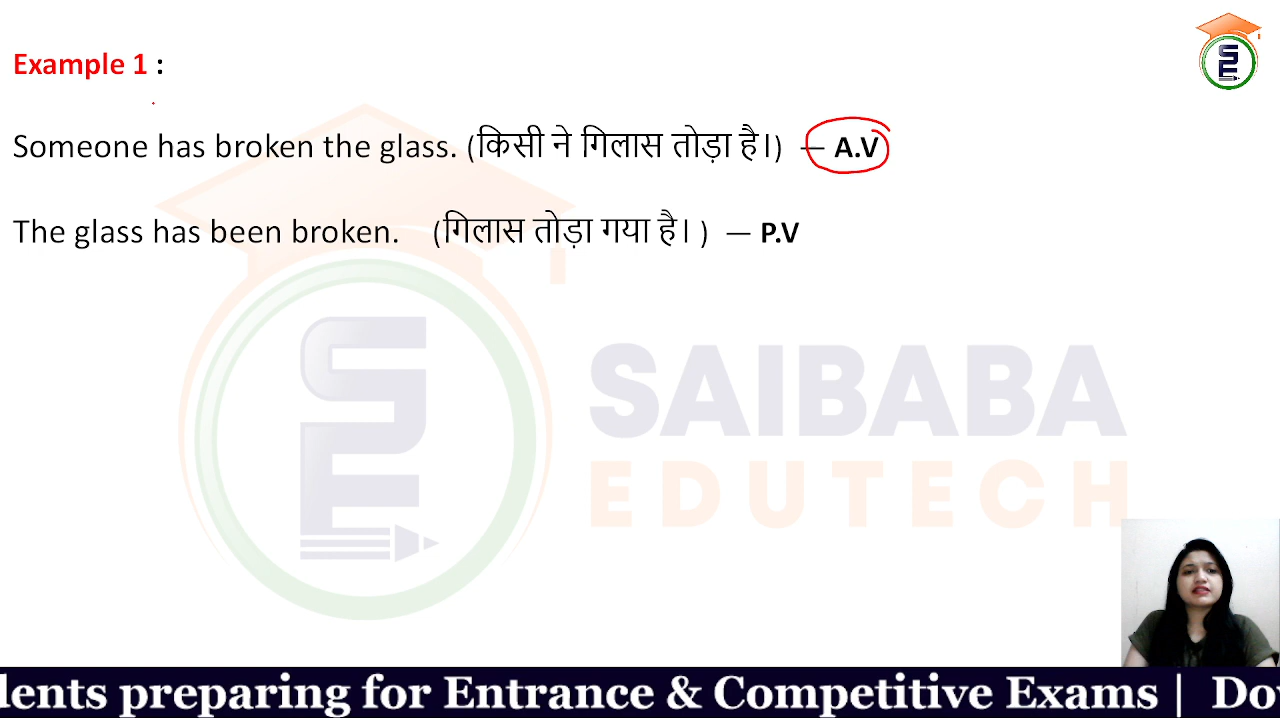 Example 1 :
Someone has broken the glass. (किसी ने गिलास तोड़ा है।) — A.V
The glass has been broken. (गिलास तोड़ा गया है। ) — P.V
SAIBABA
EDUTECH
dents preparing for Entrance & Competitive Exams | Do